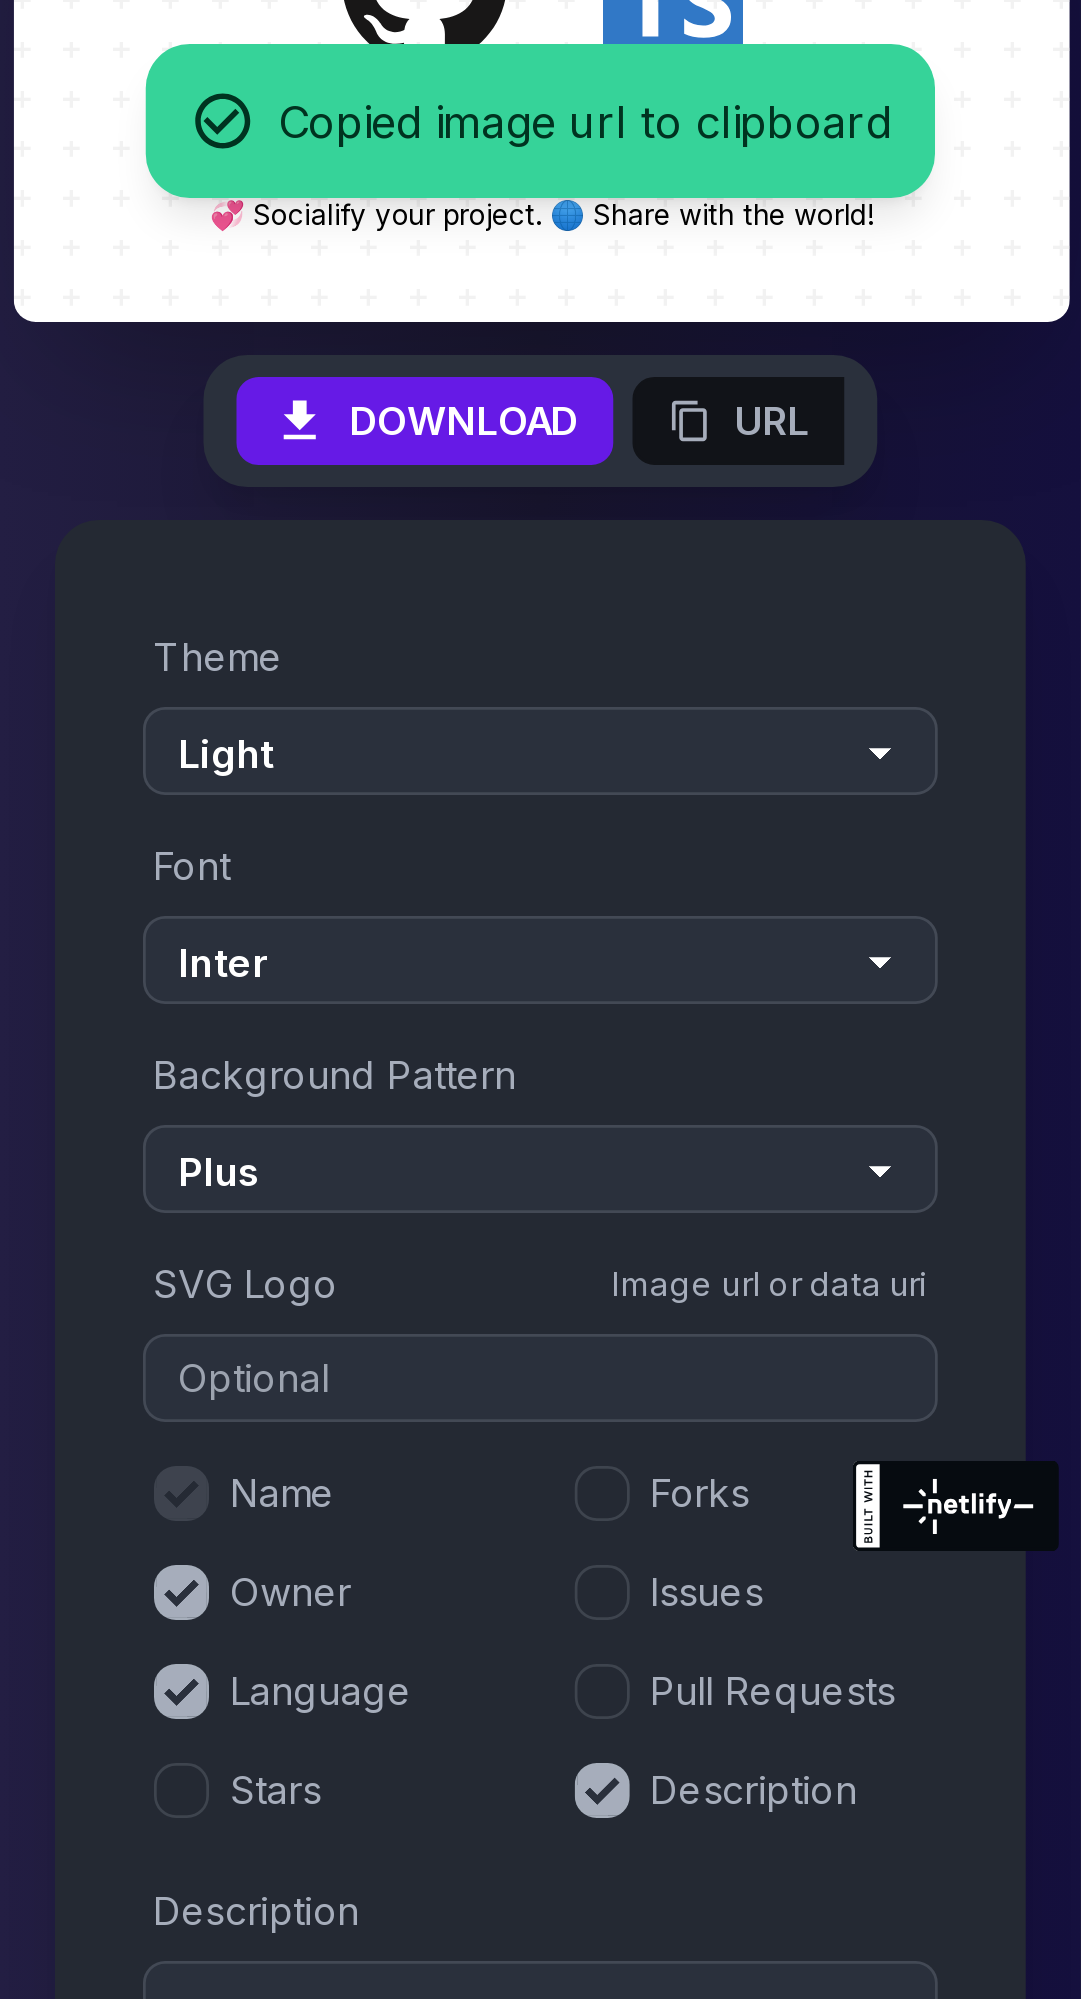 TS
Copied image url to clipboard
💞 Socialify your project. 🌐 Share with the world!
DOWNLOAD
URL
Theme
Light
Font
Inter
Background Pattern
Plus
SVG Logo
Image url or data uri
Optional
Name
Forks
BUILT WITH
netlify
Owner
Issues
Language
Pull Requests
Stars
Description
Description